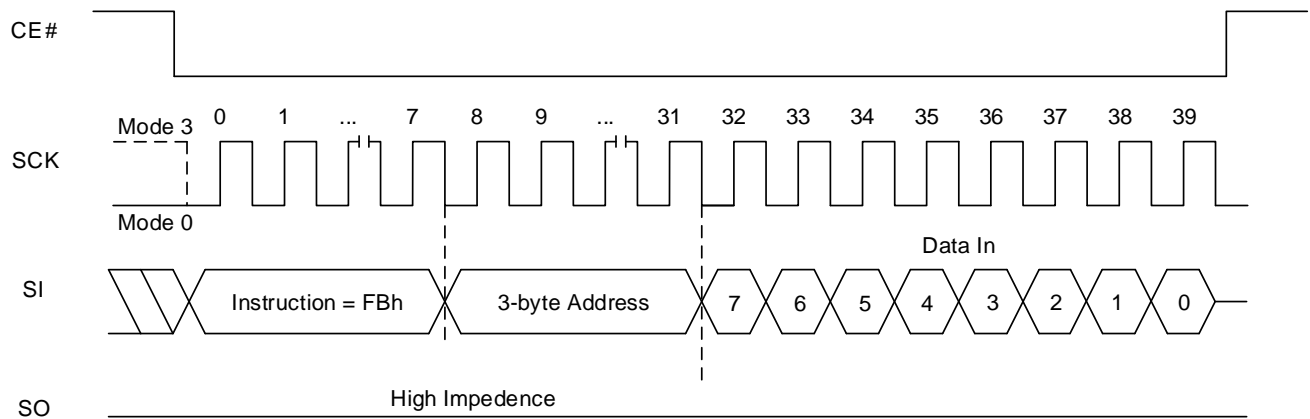 CE#
0 1 ... 7 8 9 ... 31 32 33 34 35 36 37 38 39
Mode 3
SCK
Mode 0
Data In
SI
Instruction = FBh 3-byte Address 7 6 5 4 3 2 1 0
High Impedence
SO